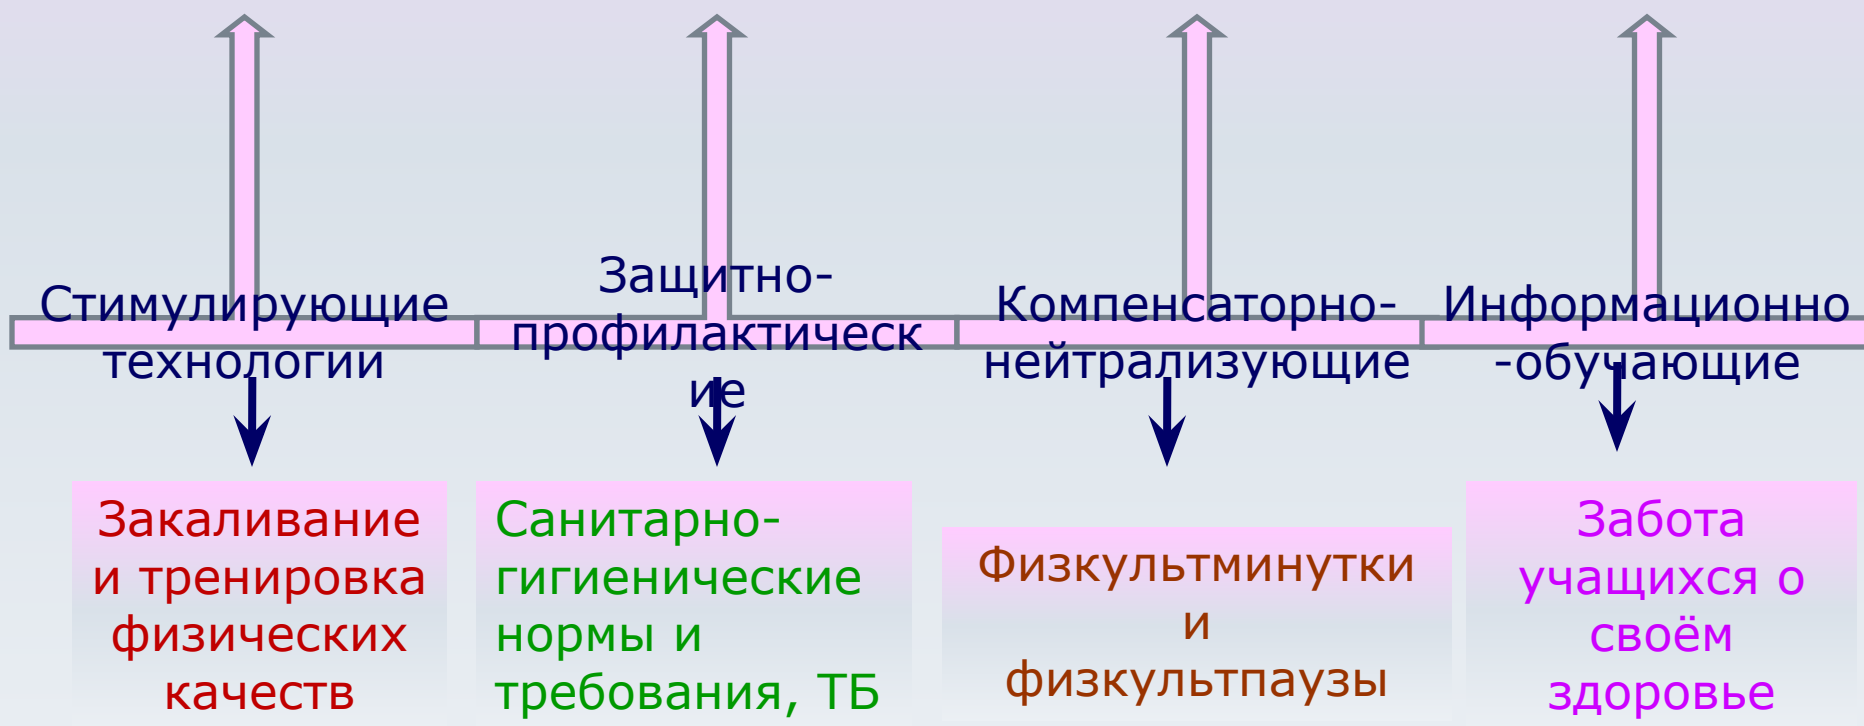 Стимулирующие
технологии
Защитно-
профилактическ
ие
Компенсаторно-
нейтрализующие
Информационно
-обучающие
Закаливание
и тренировка
физических
качеств
Санитарно-
гигиенические
нормы и
требования, ТБ
Физкультминутки
и
физкультпаузы
Забота
учащихся о
своём
здоровье